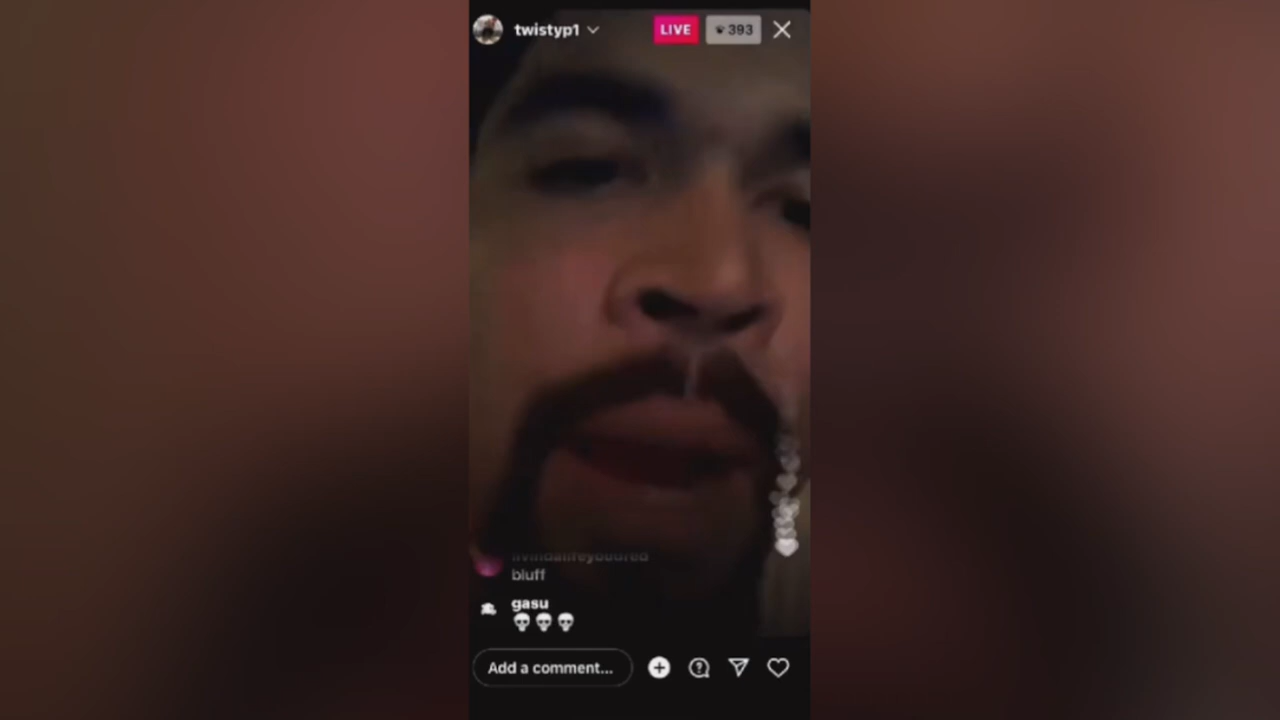 twistyp1
LIVE
393
bluff
gasu
💀💀💀
Add a comment...